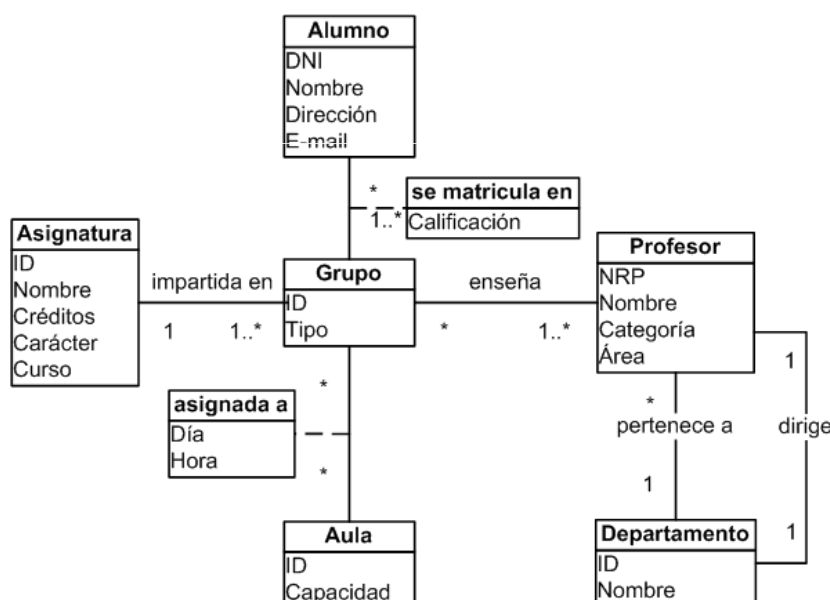 Alumno
DNI
Nombre
Dirección
E-mail
*
1..*
se matricula en
Calificación
Asignatura
ID
Nombre
Créditos
Carácter
Curso
impartida en
1
1..*
Grupo
ID
Tipo
enseña
*
1..*
Profesor
NRP
Nombre
Categoría
Área
*
asignada a
Día
Hora
*
*
pertenece a
1
1
dirige
1
Aula
ID
Capacidad
Departamento
ID
Nombre